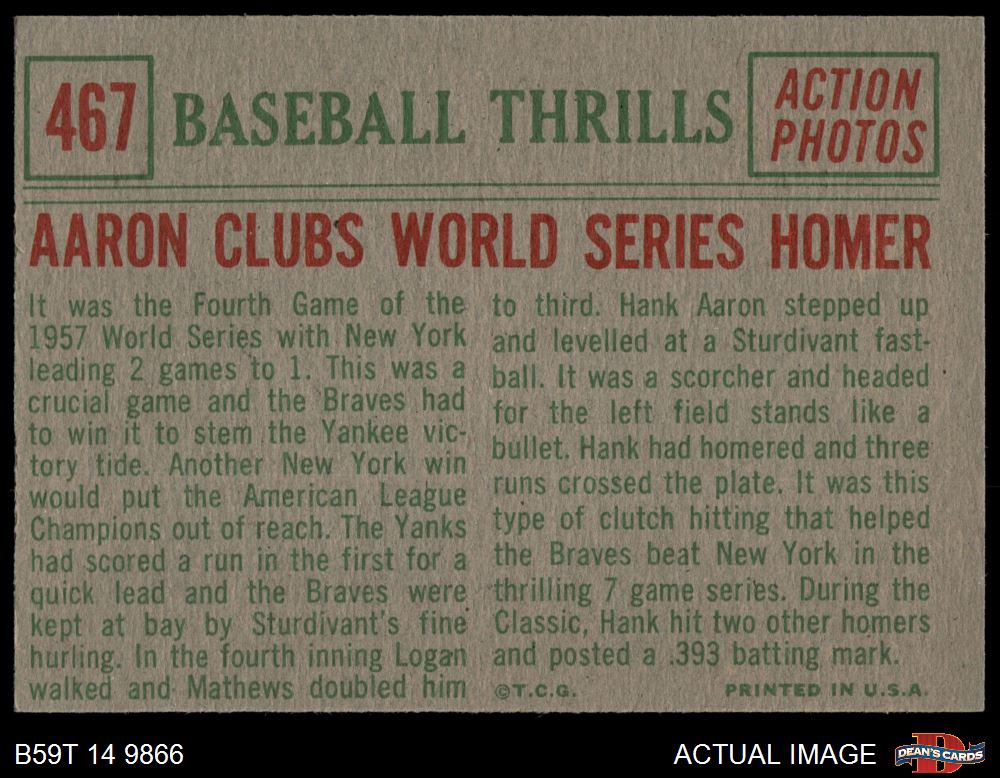 467
BASEBALL THRILLS
ACTION
PHOTOS
AARON CLUBS WORLD SERIES HOMER
It was the Fourth Game of the
1957 World Series with New York
leading 2 games to 1. This was a
crucial game and the Braves had
to win it to stem the Yankee vic-
tory tide. Another New York win
would put the American League
Champions out of reach. The Yanks
had scored a run in the first for a
quick lead and the Braves were
kept at bay by Sturdivant's fine
hurling. In the fourth inning Logan
walked and Mathews doubled him
to third. Hank Aaron stepped up
and levelled at a Sturdivant fast-
ball. It was a scorcher and headed
for the left field stands like a
bullet. Hank had homered and three
runs crossed the plate. It was this
type of clutch hitting that helped
the Braves beat New York in the
thrilling 7 game series. During the
Classic, Hank hit two other homers
and posted a .393 batting mark.
©T.C.G.
PRINTED IN U.S.A.
B59T 14 9866
ACTUAL IMAGE
DEAN'S CARDS